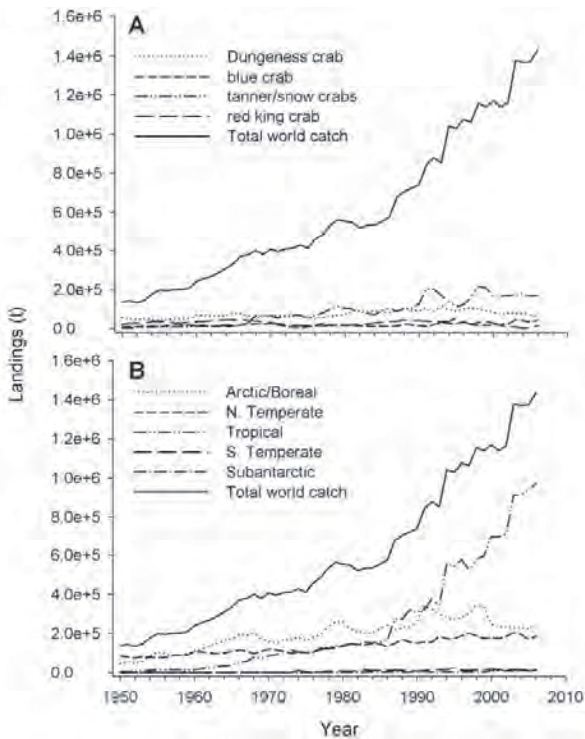 A
1.6e+6
1.4e+6
1.2e+6
1.0e+6
8.0e+5
6.0e+5
4.0e+5
2.0e+5
0.0
Dungeness crab
blue crab
tanner/snow crabs
red king crab
Total world catch
Landings (t)
B
1.6e+6
1.4e+6
1.2e+6
1.0e+6
8.0e+5
6.0e+5
4.0e+5
2.0e+5
0.0
Arctic/Boreal
N. Temperate
Tropical
S. Temperate
Subantarctic
Total world catch
1950 1960 1970 1980 1990 2000 2010
Year